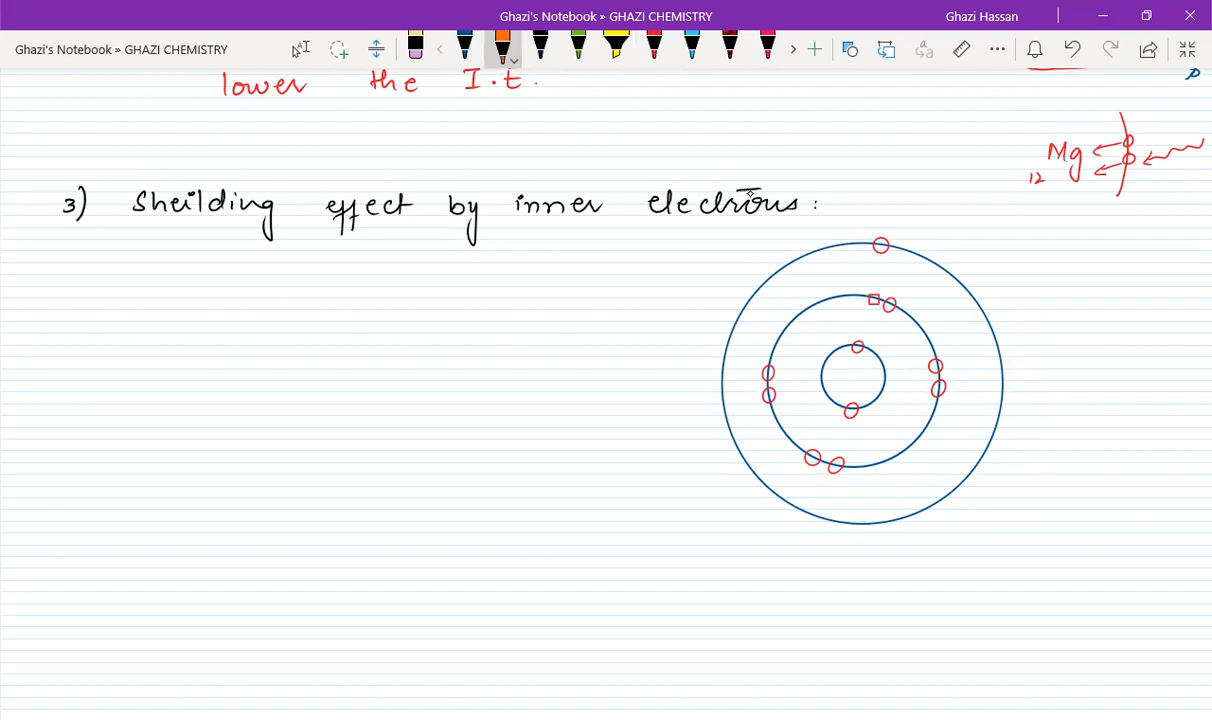 Ghazi's Notebook » GHAZI CHEMISTRY
Ghazi Hassan
Ghazi's Notebook » GHAZI CHEMISTRY
lower the I.t.
Mg
12
3) Sheilding effect by inner electrons :